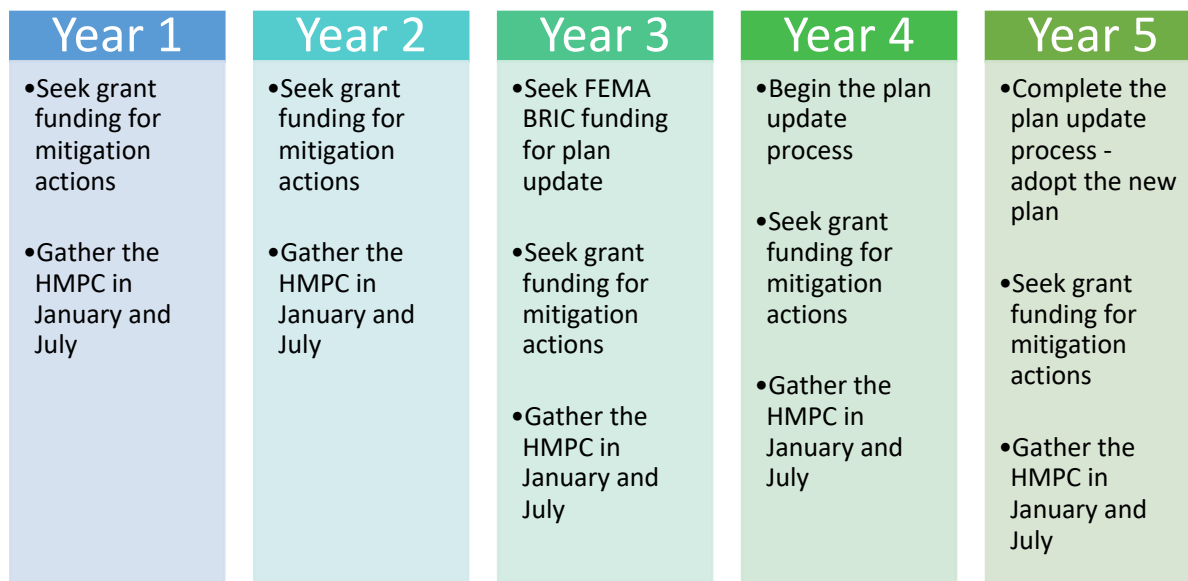 Year 1
•Seek grant
funding for
mitigation
actions
•Gather the
HMPC in
January and
July
Year 2
•Seek grant
funding for
mitigation
actions
•Gather the
HMPC in
January and
July
Year 3
•Seek FEMA
BRIC funding
for plan
update
•Seek grant
funding for
mitigation
actions
•Gather the
HMPC in
January and
July
Year 4
•Begin the plan
update
process
•Seek grant
funding for
mitigation
actions
•Gather the
HMPC in
January and
July
Year 5
•Complete the
plan update
process -
adopt the new
plan
•Seek grant
funding for
mitigation
actions
•Gather the
HMPC in
January and
July